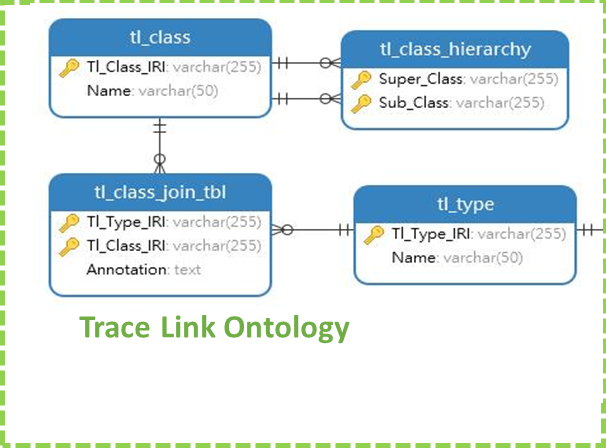 tl_class
Tl_Class_IRI: varchar(255)
Name: varchar(50)
tl_class_hierarchy
Super_Class: varchar(255)
Sub_Class: varchar(255)
tl_class_join_tbl
Tl_Type_IRI: varchar(255)
Tl_Class_IRI: varchar(255)
Annotation: text
tl_type
Tl_Type_IRI: varchar(255)
Name: varchar(50)
Trace Link Ontology